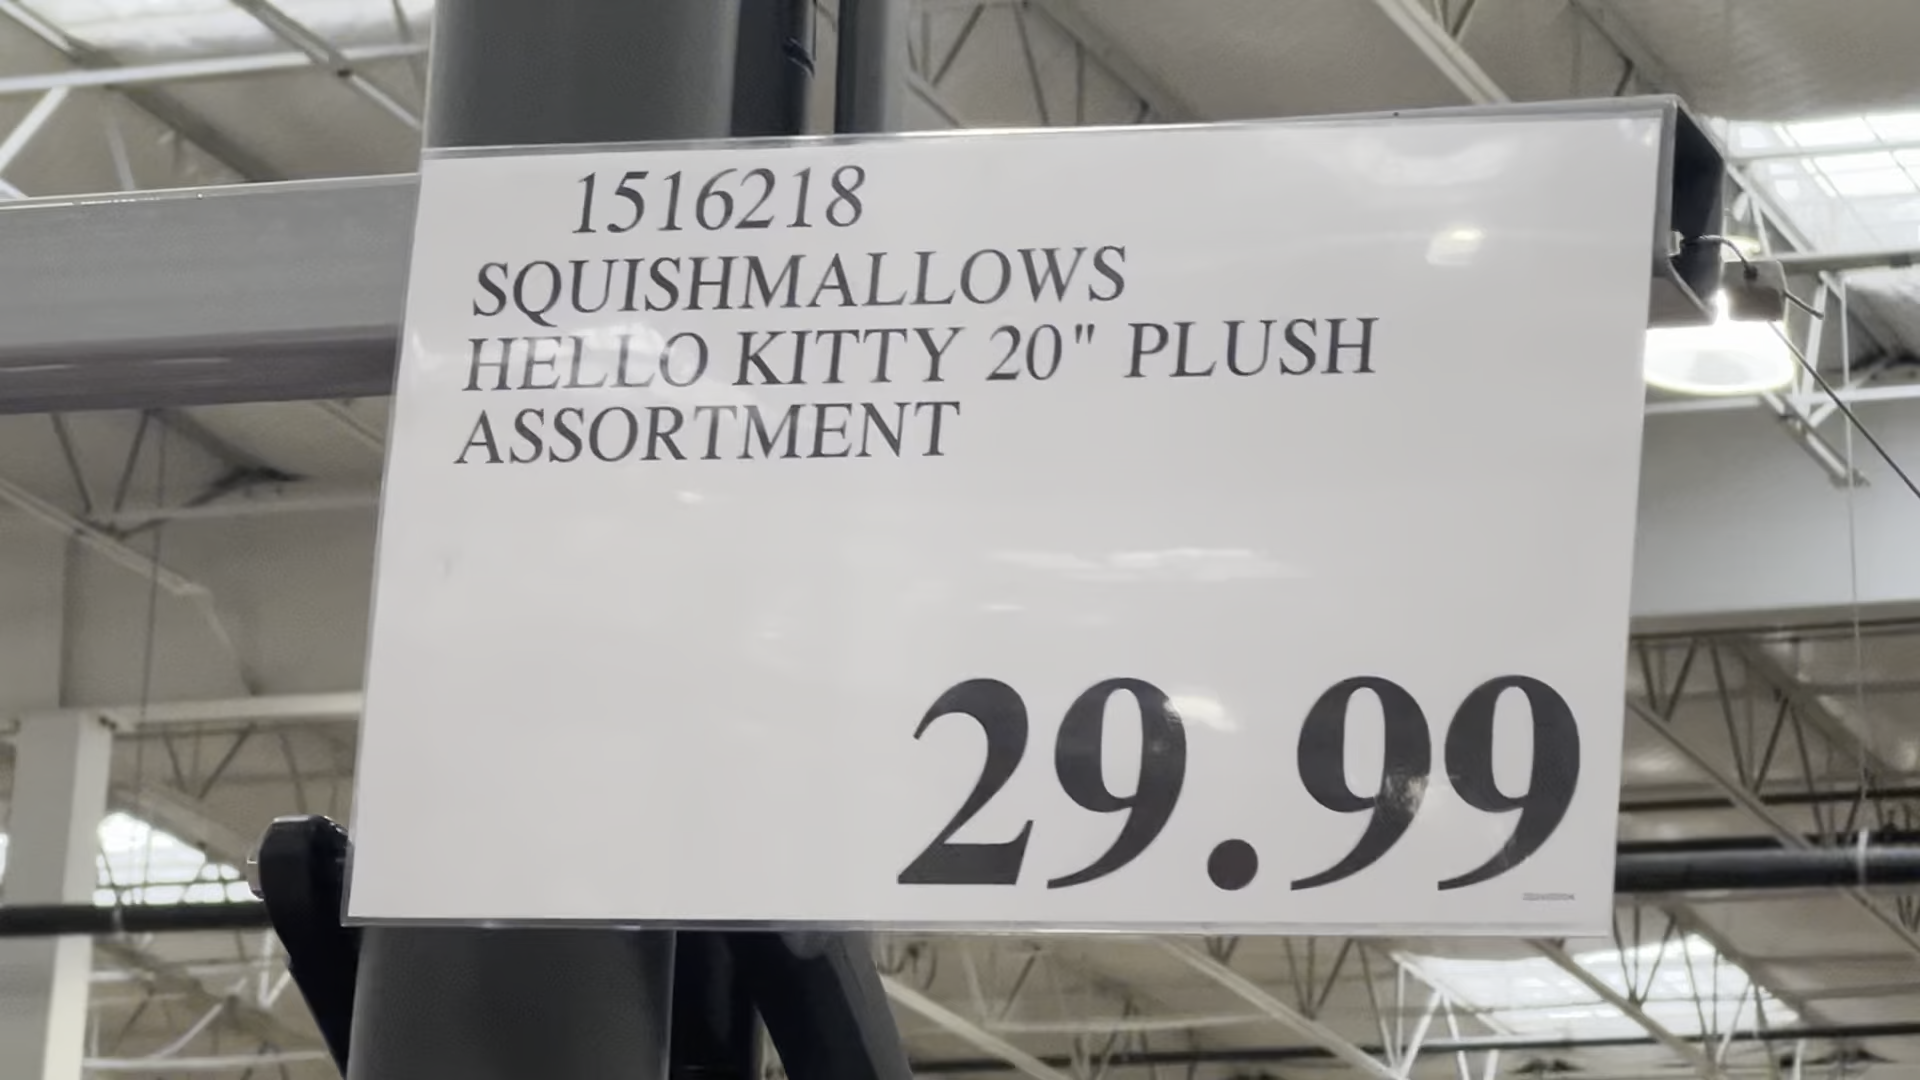 1516218
SQUISHMALLOWS
HELLO KITTY 20" PLUSH
ASSORTMENT
29.99